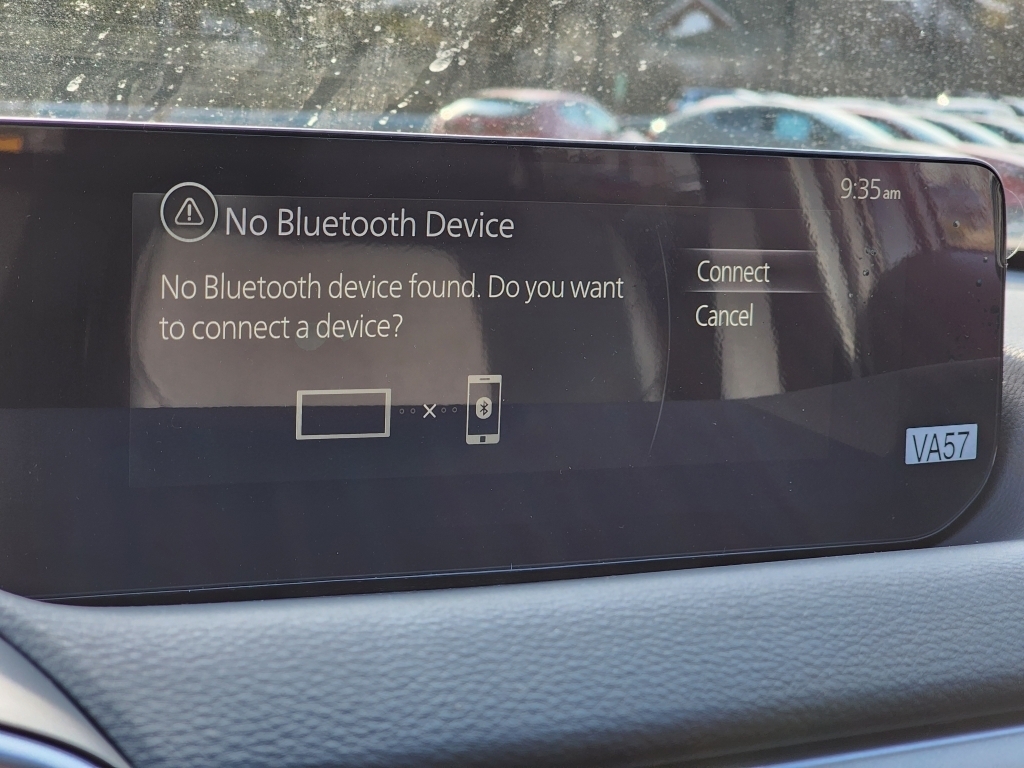 9:35am
No Bluetooth Device
No Bluetooth device found. Do you want
to connect a device?
Connect
Cancel
VA57